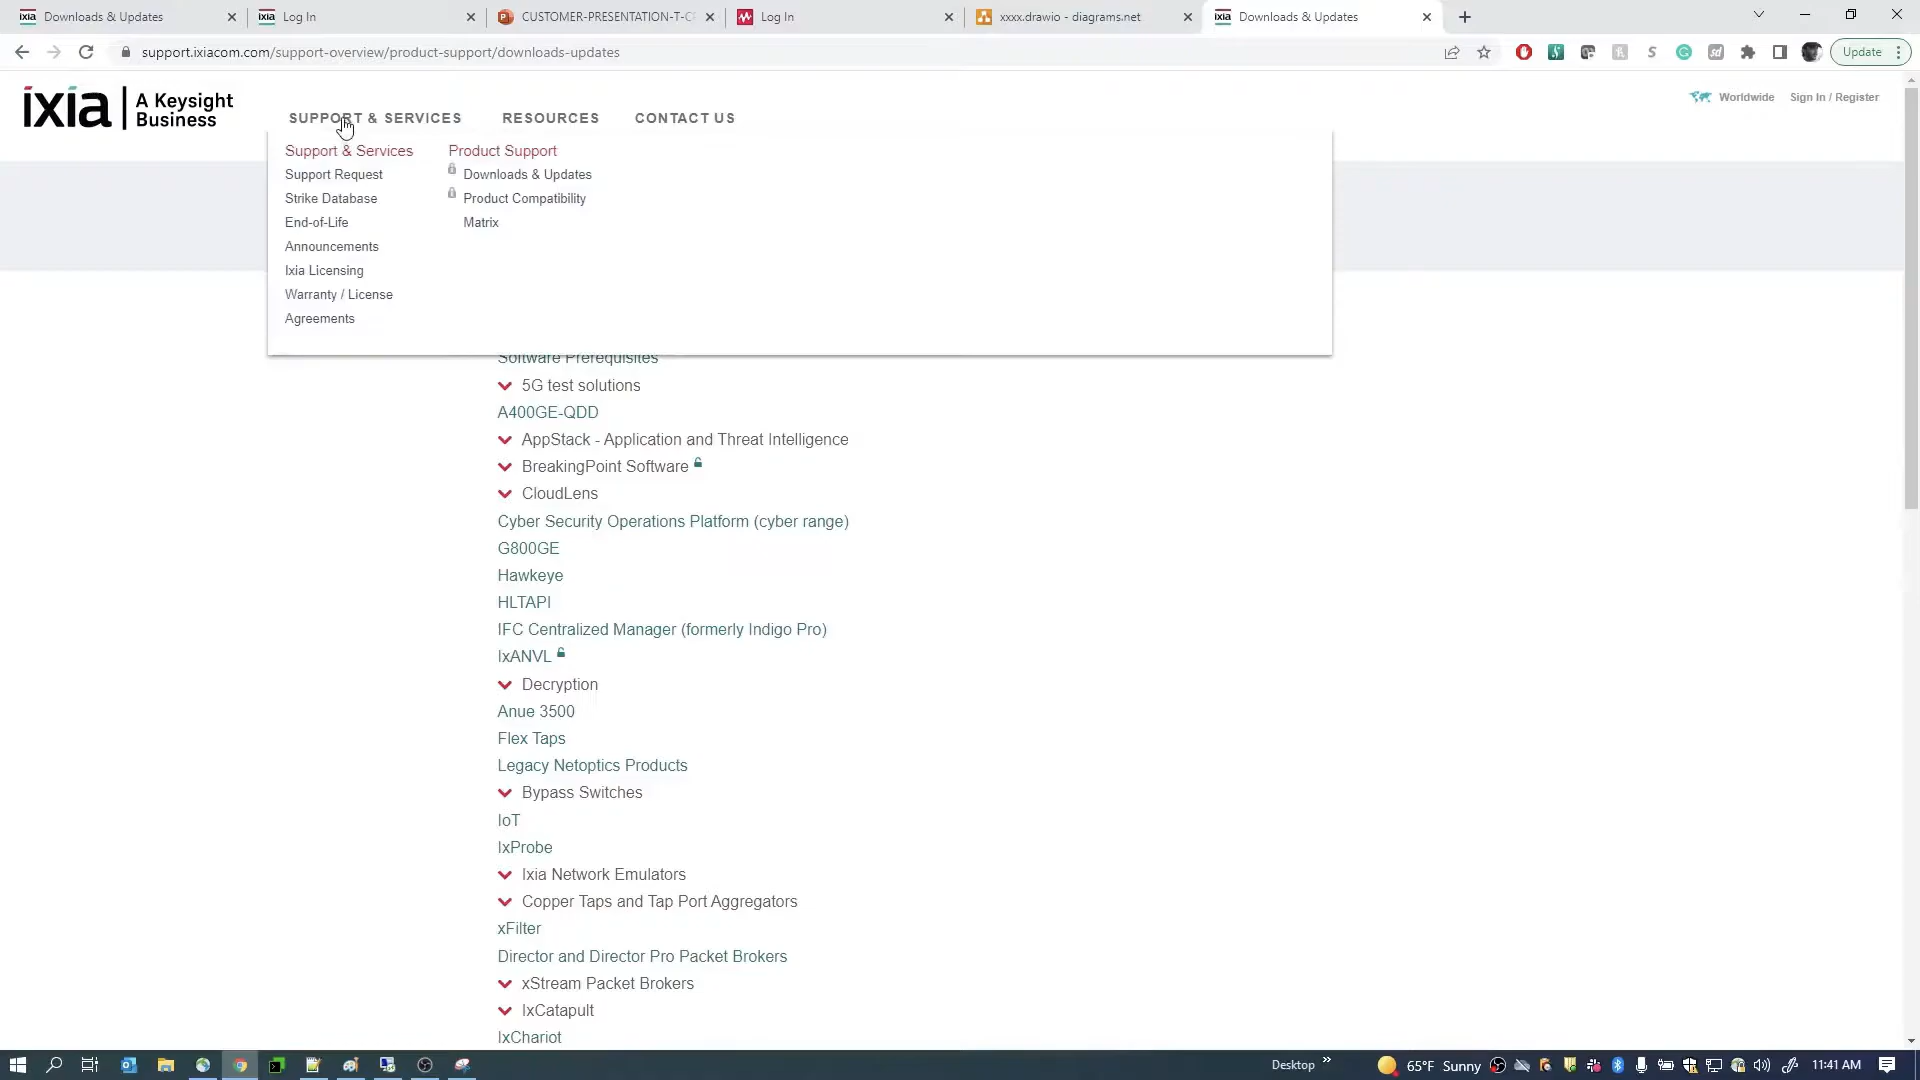 Downloads & Updates
Log In
CUSTOMER-PRESENTATION-T-C
Log In
xxxx.drawio - diagrams.net
Downloads & Updates
support.ixiacom.com/support-overview/product-support/downloads-updates
Update
ixia
A Keysight
Business
SUPPORT & SERVICES
RESOURCES
CONTACT US
Worldwide
Sign In / Register
Support & Services
Support Request
Strike Database
End-of-Life
Announcements
Ixia Licensing
Warranty / License
Agreements
Product Support
Downloads & Updates
Product Compatibility
Matrix
Software Prerequisites
5G test solutions
A400GE-QDD
AppStack - Application and Threat Intelligence
BreakingPoint Software
CloudLens
Cyber Security Operations Platform (cyber range)
G800GE
Hawkeye
HLTAPI
IFC Centralized Manager (formerly Indigo Pro)
IxANVL
Decryption
Anue 3500
Flex Taps
Legacy Netoptics Products
Bypass Switches
IoT
IxProbe
Ixia Network Emulators
Copper Taps and Tap Port Aggregators
xFilter
Director and Director Pro Packet Brokers
xStream Packet Brokers
IxCatapult
IxChariot
Desktop
65°F Sunny
11:41 AM